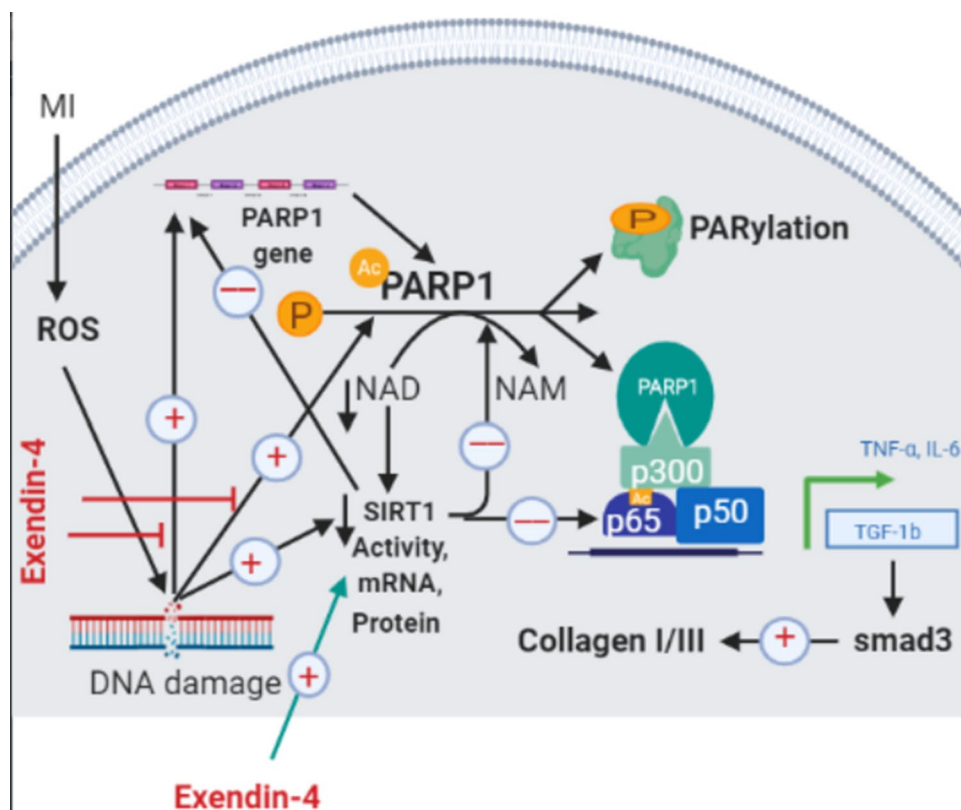 MI
PARP1
gene
Ac
PARP1
P
PARylation
P
ROS
NAD
NAM
PARP1
p300
Ac
p65
p50
TNF-α, IL-6
TGF-1b
smad3
Collagen I/III
SIRT1
Activity,
mRNA,
Protein
Exendin-4
DNA damage
Exendin-4
+
+
+
+
+
−−
−−
−−